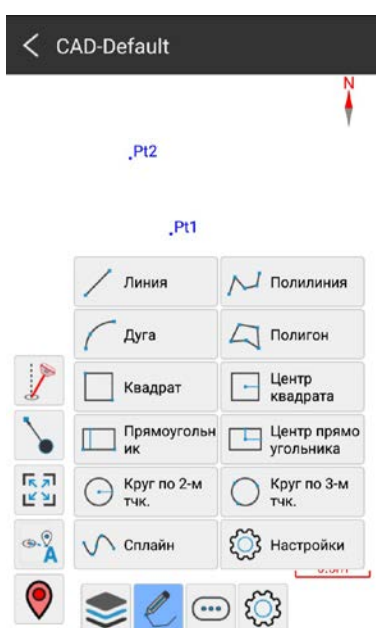 CAD-Default
N
.Pt2
.Pt1
Линия
Полилиния
Дуга
Полигон
Квадрат
Центр
квадрата
Прямоугольн
ик
Центр прямо
угольника
Круг по 2-м
тчк.
Круг по 3-м
тчк.
Сплайн
Настройки
A